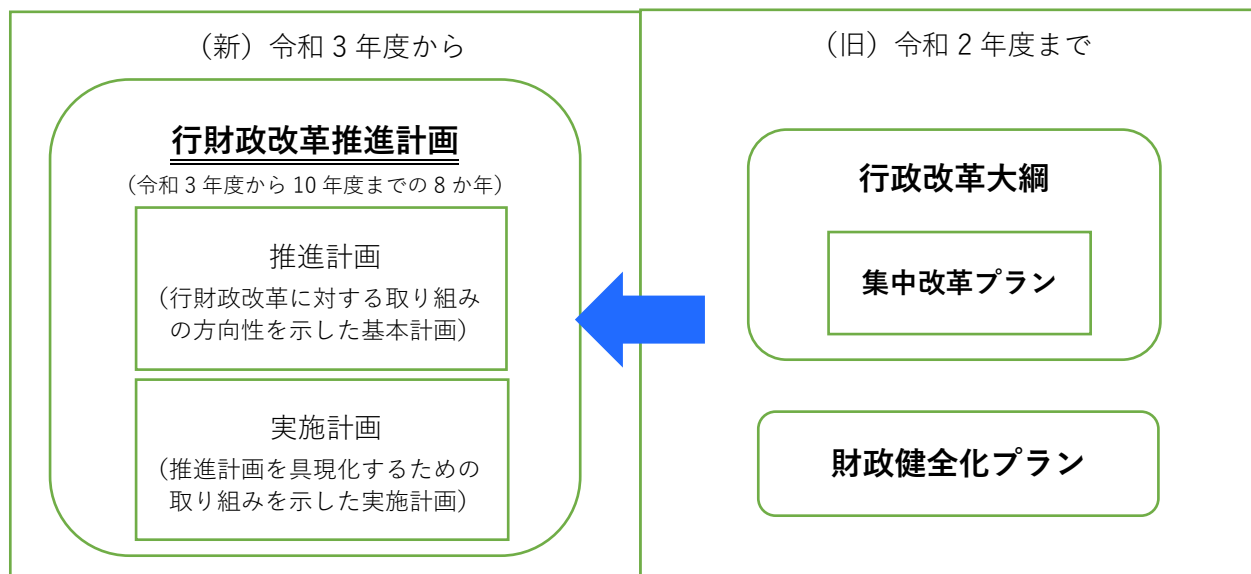 (新)令和 3 年度から
行財政改革推進計画
(令和 3 年度から 10 年度までの 8 か年)
推進計画
(行財政改革に対する取り組み
の方向性を示した基本計画)
実施計画
(推進計画を具現化するための
取り組みを示した実施計画)
(旧)令和 2 年度まで
行政改革大綱
集中改革プラン
財政健全化プラン